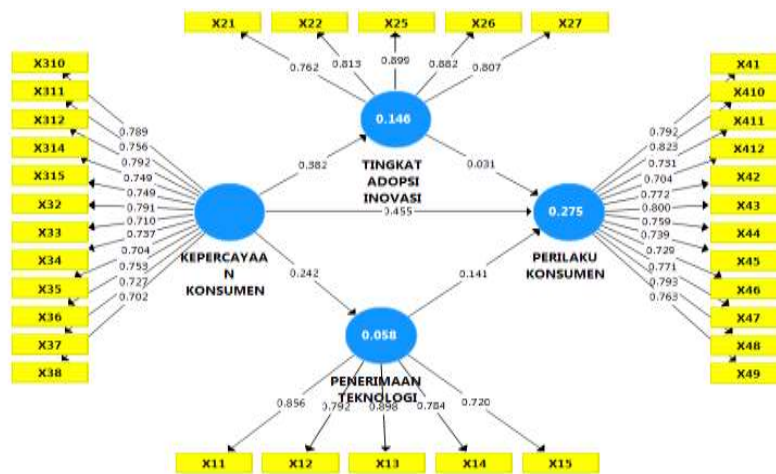 X21
X22
X25
X26
X27
0.762
0.813
0.899
0.882
0.807
X310
X311
X312
X314
X315
X32
X33
X34
X35
X36
X37
X38
0.789
0.756
0.792
0.749
0.749
0.791
0.710
0.737
0.704
0.753
0.727
0.702
0.146
TINGKAT
ADOPSI
INOVASI
0.382
0.031
0.455
KEPERCAYAA
N
KONSUMEN
0.242
0.141
0.275
PERILAKU
KONSUMEN
X41
X410
X411
X412
X42
X43
X44
X45
X46
X47
X48
X49
0.792
0.823
0.731
0.704
0.772
0.800
0.759
0.739
0.729
0.771
0.793
0.763
0.058
PENERIMAAN
TEKNOLOGI
0.856
0.792
0.898
0.784
0.720
X11
X12
X13
X14
X15